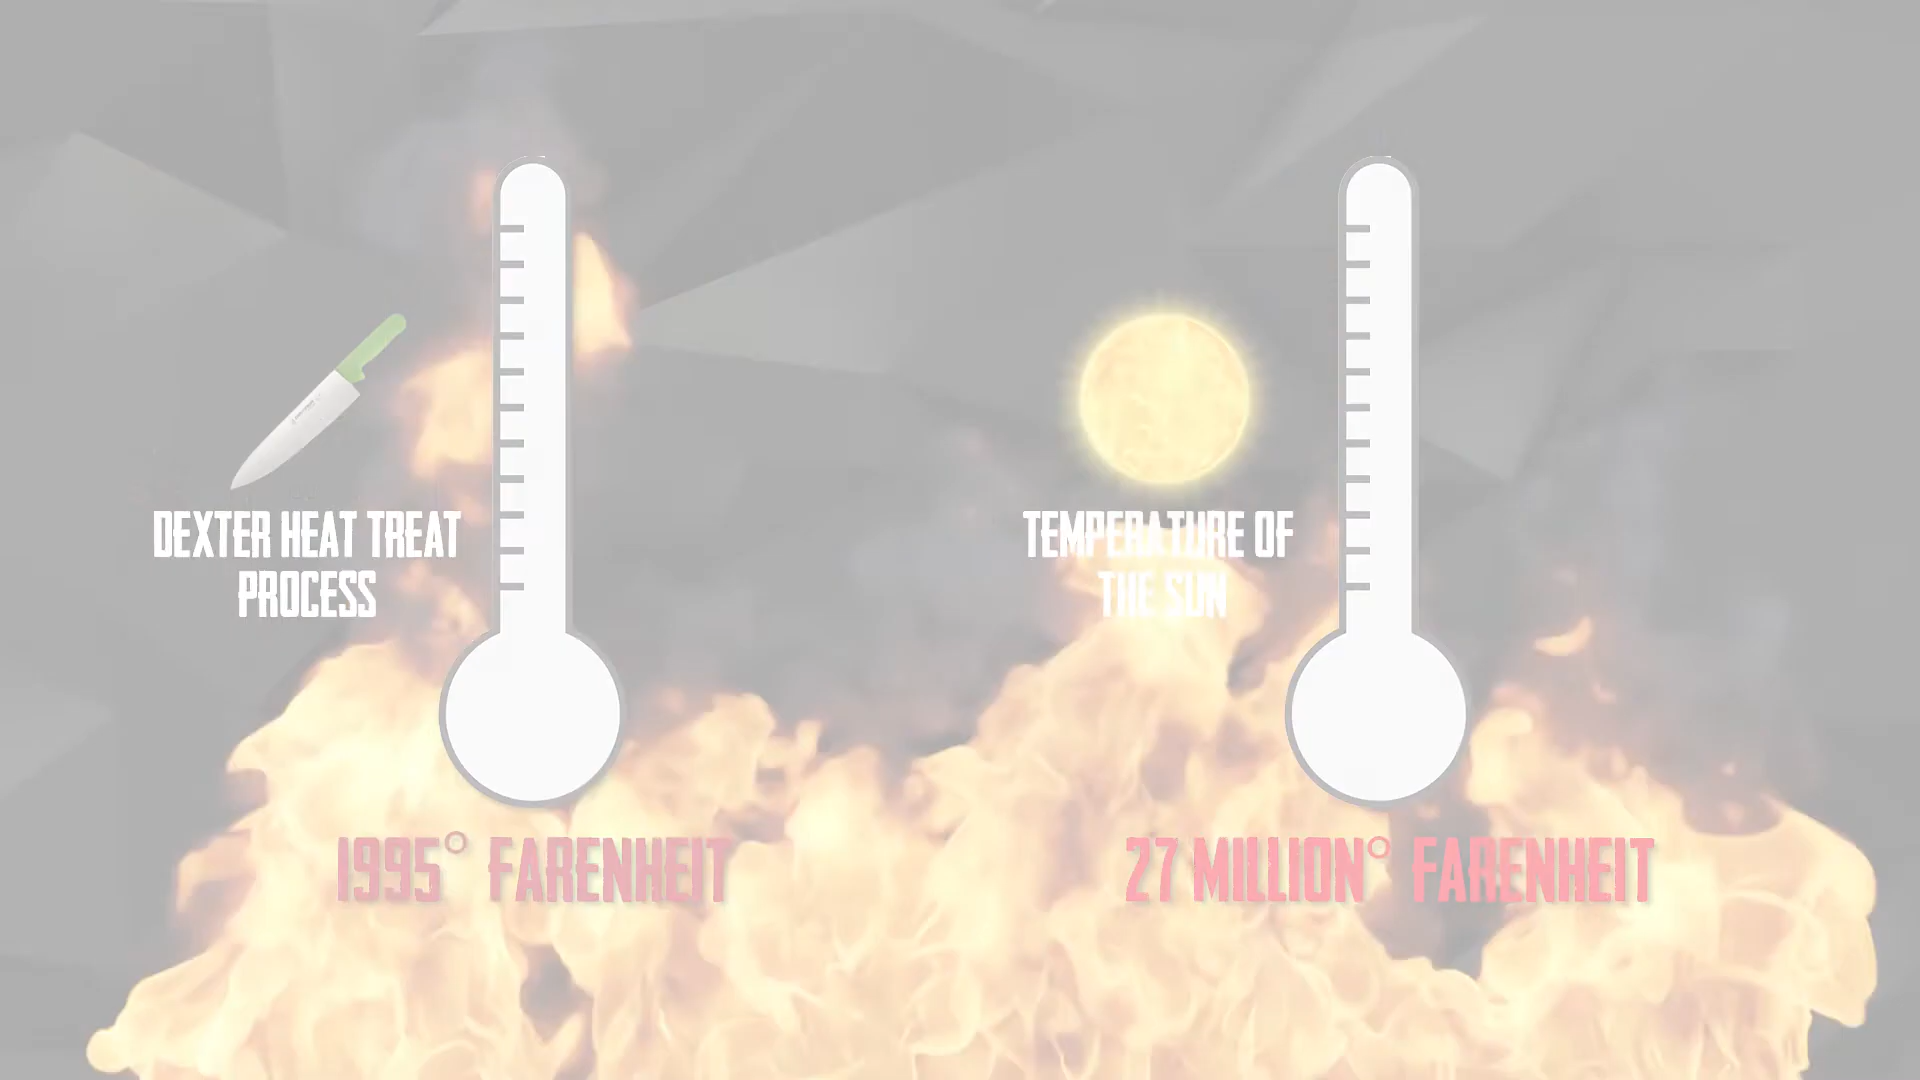 DEXTER HEAT TREAT
PROCESS
1995° FARENHEIT
TEMPERATURE OF
THE SUN
27 MILLION° FARENHEIT